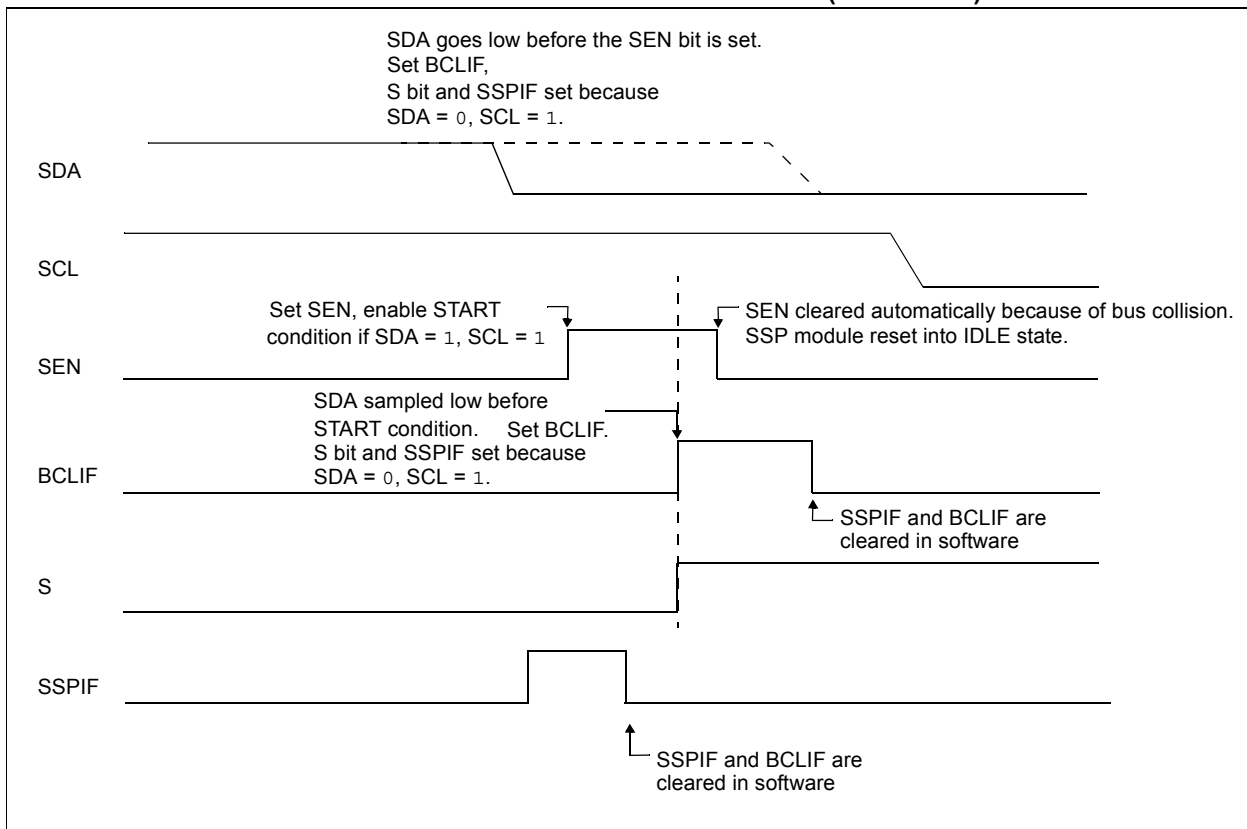 SDA goes low before the SEN bit is set.
Set BCLIF,
S bit and SSPIF set because
SDA = 0, SCL = 1.
SDA
SCL
Set SEN, enable START
condition if SDA = 1, SCL = 1
SEN cleared automatically because of bus collision.
SSP module reset into IDLE state.
SEN
SDA sampled low before
START condition. Set BCLIF.
S bit and SSPIF set because
SDA = 0, SCL = 1.
BCLIF
SSPIF and BCLIF are
cleared in software
S
SSPIF
SSPIF and BCLIF are
cleared in software